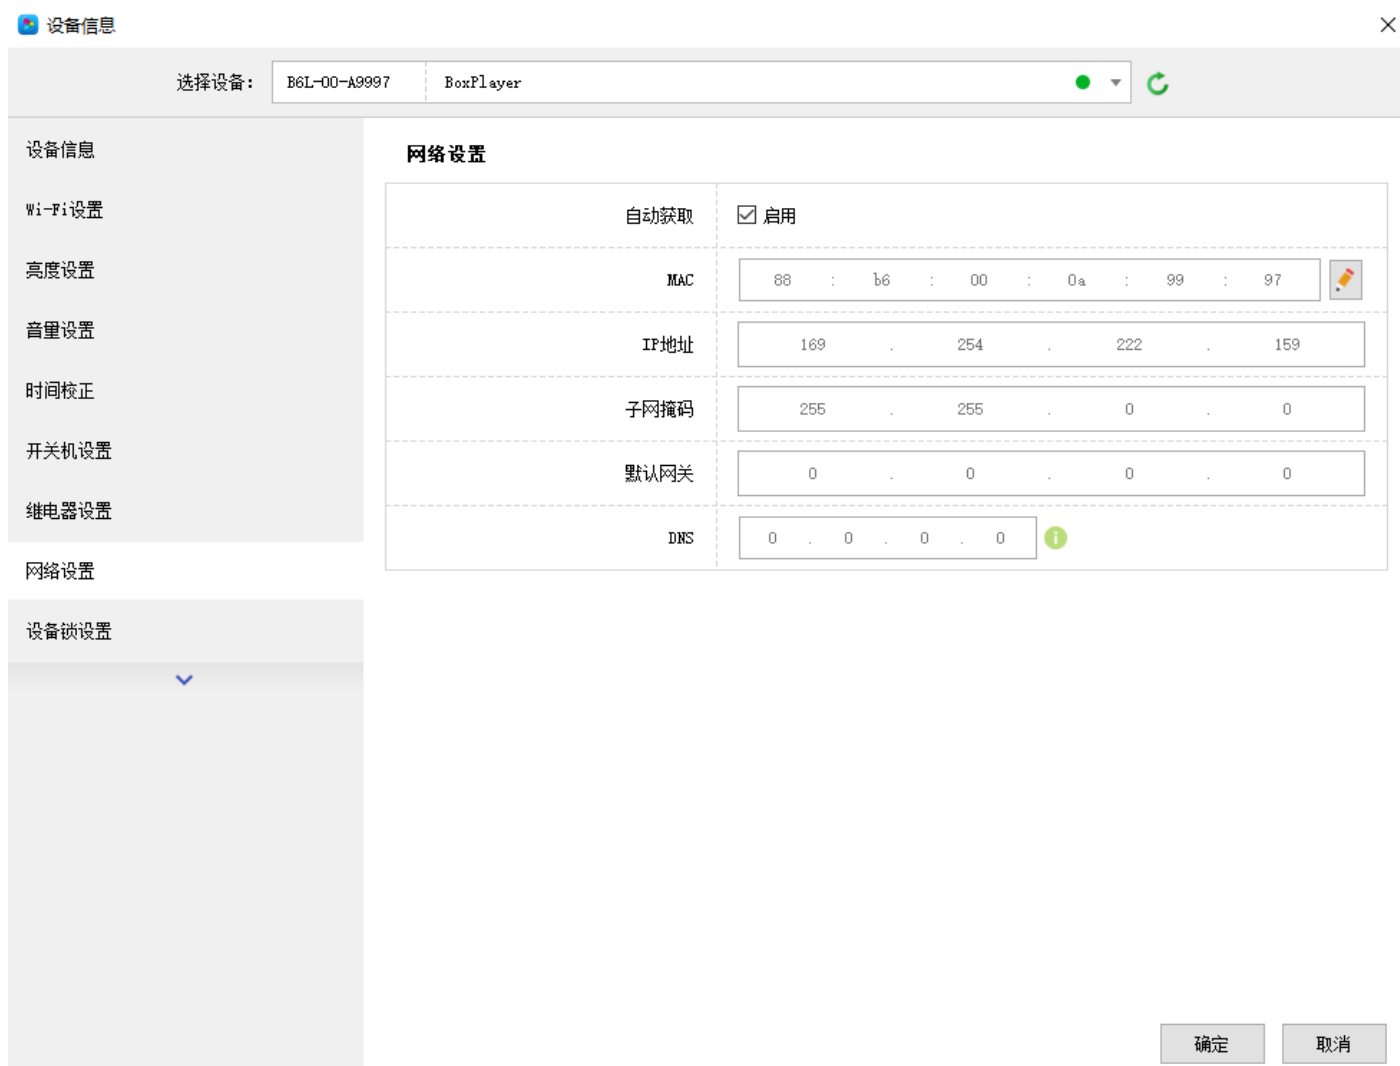 设备信息
选择设备： B6L-00-A9997 BoxPlayer
设备信息
Wi-Fi设置
亮度设置
音量设置
时间校正
开关机设置
继电器设置
网络设置
设备锁设置
网络设置
自动获取 启用
MAC 88 : b6 : 00 : 0a : 99 : 97
IP地址 169 . 254 . 222 . 159
子网掩码 255 . 255 . 0 . 0
默认网关 0 . 0 . 0 . 0
DNS 0 . 0 . 0 . 0
确定 取消